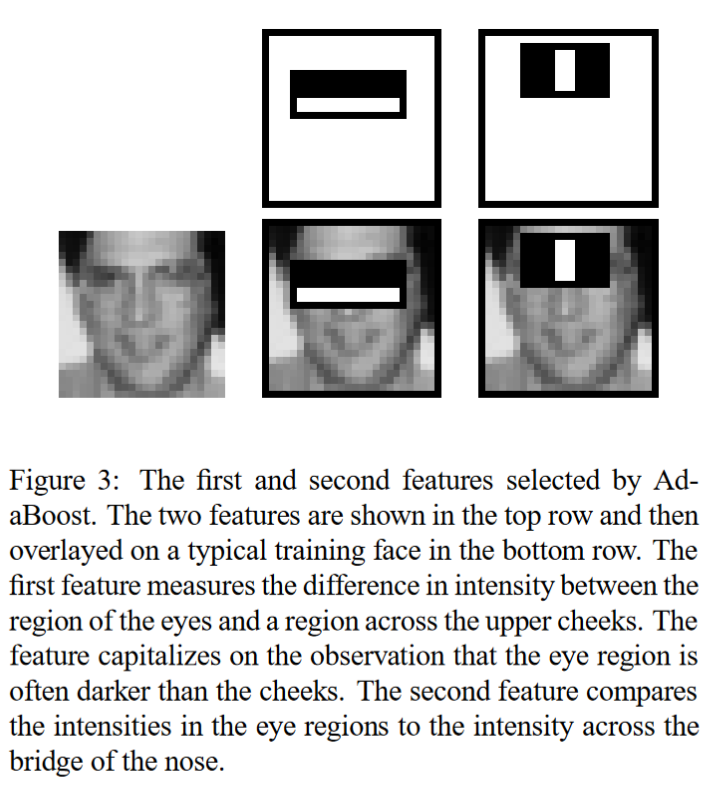 Figure 3: The first and second features selected by Ad-
aBoost. The two features are shown in the top row and then
overlayed on a typical training face in the bottom row. The
first feature measures the difference in intensity between the
region of the eyes and a region across the upper cheeks. The
feature capitalizes on the observation that the eye region is
often darker than the cheeks. The second feature compares
the intensities in the eye regions to the intensity across the
bridge of the nose.